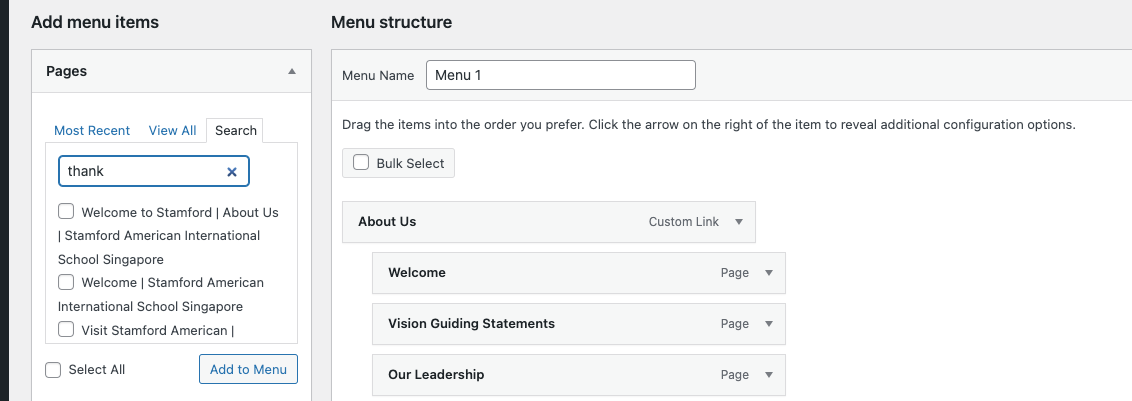 Add menu items
Menu structure
Pages
Menu Name
Menu 1
Most Recent
View All
Search
Drag the items into the order you prefer. Click the arrow on the right of the item to reveal additional configuration options.
thank
Bulk Select
Welcome to Stamford | About Us
| Stamford American International
School Singapore
Welcome | Stamford American
International School Singapore
Visit Stamford American |
Select All
Add to Menu
About Us
Custom Link
Welcome
Page
Vision Guiding Statements
Page
Our Leadership
Page